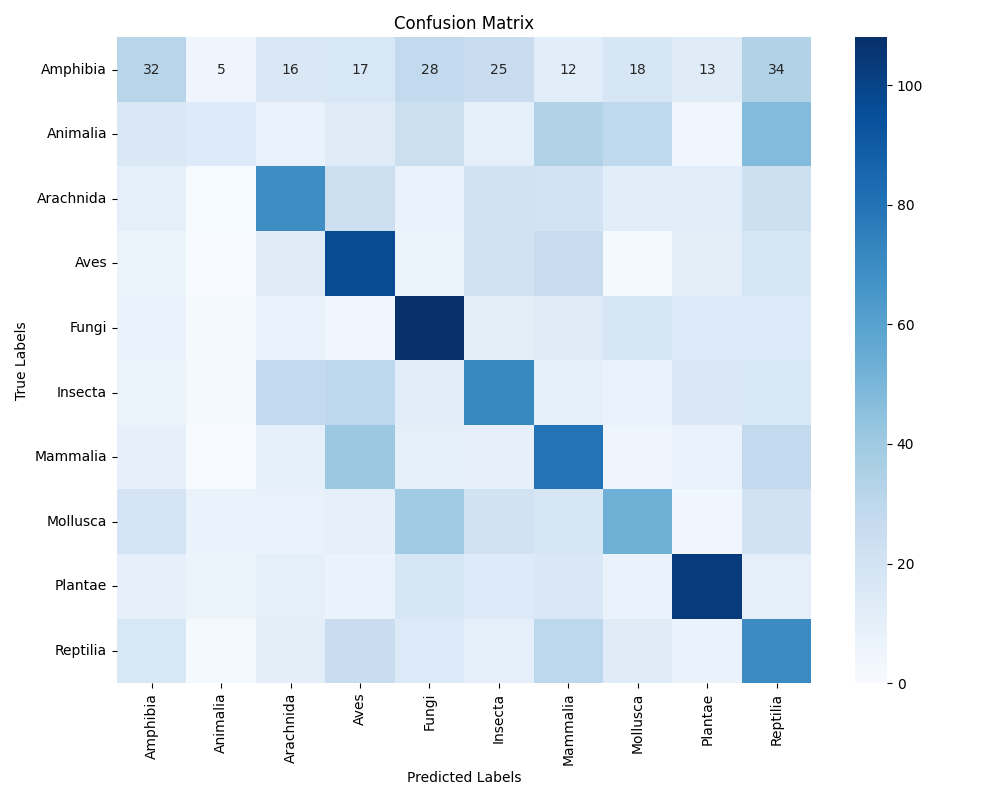 Confusion Matrix
True Labels
Amphibia 32 5 16 17 28 25 12 18 13 34
Animalia
Arachnida
Aves
Fungi
Insecta
Mammalia
Mollusca
Plantae
Reptilia
Amphibia Animalia Arachnida Aves Fungi Insecta Mammalia Mollusca Plantae Reptilia
Predicted Labels
100
80
60
40
20
0